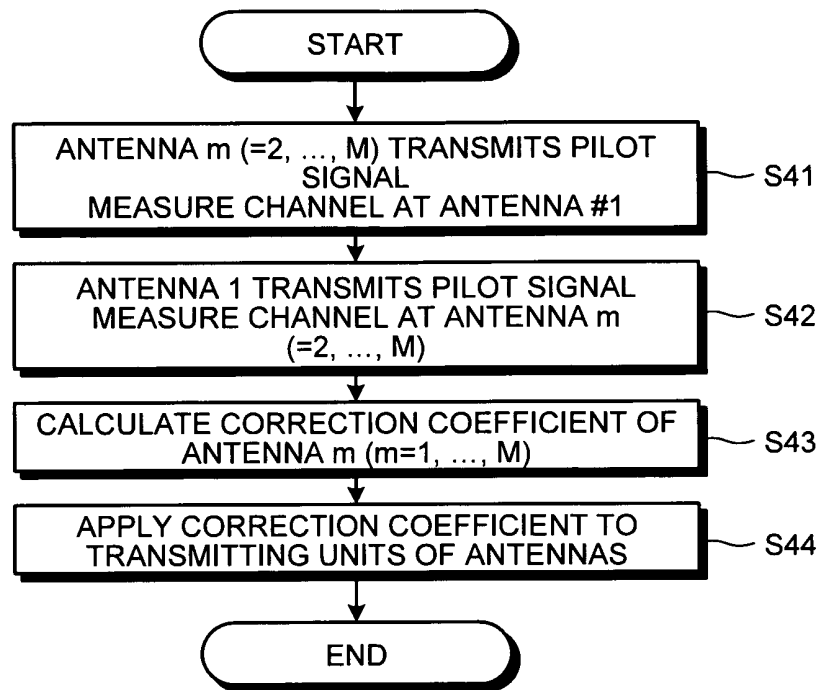 START
ANTENNA m (=2, ..., M) TRANSMITS PILOT
SIGNAL
MEASURE CHANNEL AT ANTENNA #1
S41
ANTENNA 1 TRANSMITS PILOT SIGNAL
MEASURE CHANNEL AT ANTENNA m
(=2, ..., M)
S42
CALCULATE CORRECTION COEFFICIENT OF
ANTENNA m (m=1, ..., M)
S43
APPLY CORRECTION COEFFICIENT TO
TRANSMITTING UNITS OF ANTENNAS
S44
END